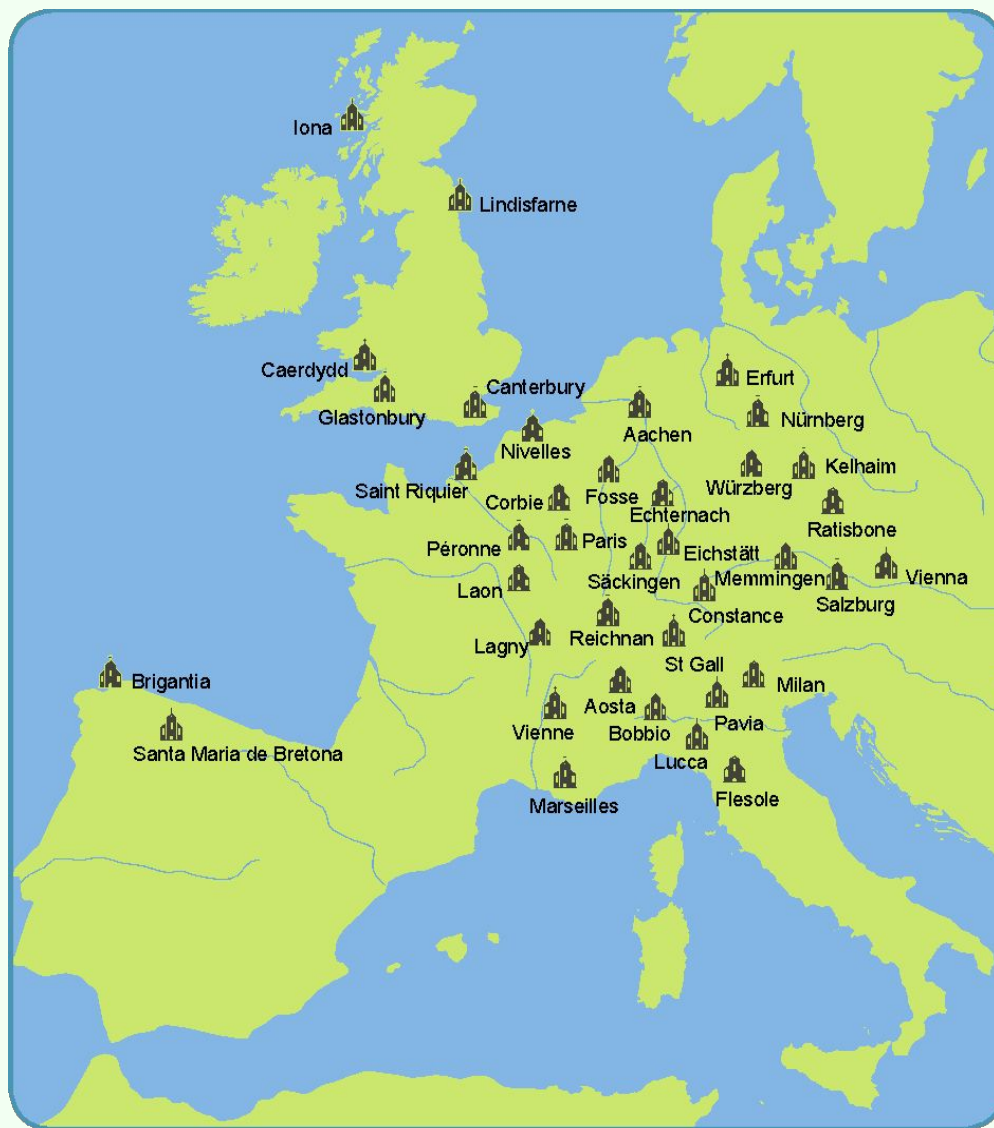 Iona
Lindisfarne
Caerdydd
Glastonbury
Canterbury
Nivelles
Aachen
Erfurt
Nürnberg
Saint Riquier
Corbie
Fosse
Echternach
Würzberg
Kelhaim
Ratisbone
Péronne
Paris
Eichstätt
Laon
Säckingen
Memmingen
Salzburg
Vienna
Constance
Lagny
Reichnan
St Gall
Brigantia
Santa Maria de Bretona
Vienne
Aosta
Bobbio
Pavia
Milan
Lucca
Marseilles
Flesole